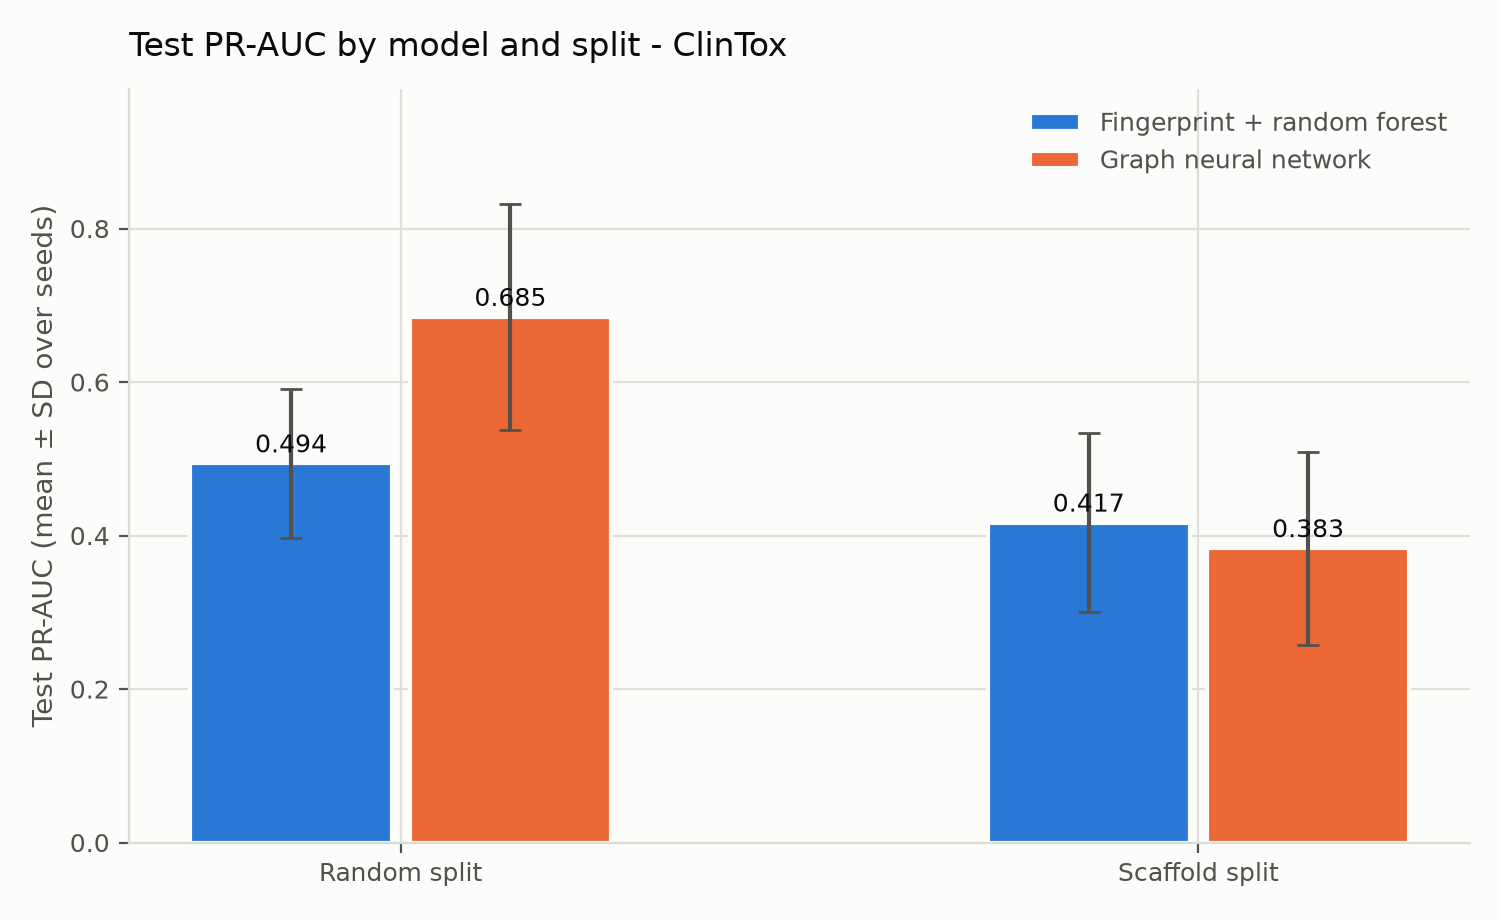 Test PR-AUC by model and split - ClinTox
Fingerprint + random forest
Graph neural network
Test PR-AUC (mean ± SD over seeds)
0.8
0.6
0.4
0.2
0.0
0.494
0.685
0.417
0.383
Random split
Scaffold split